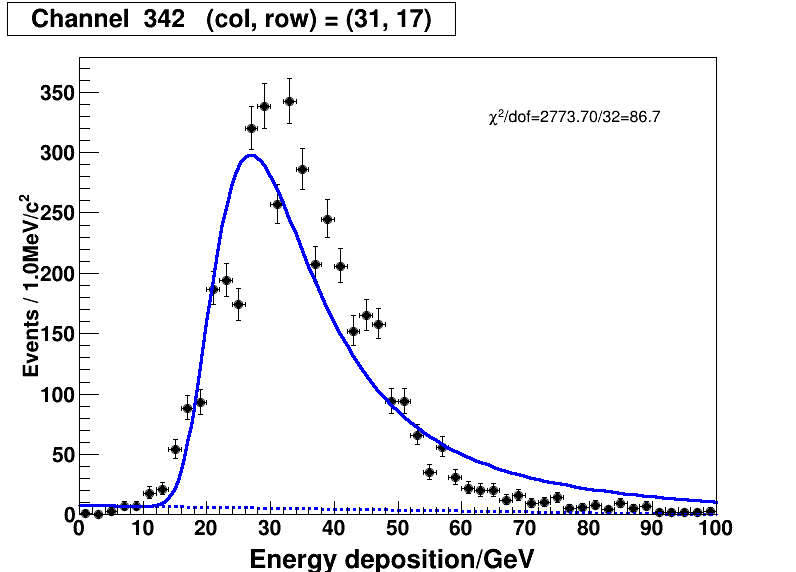 Channel 342 (col, row) = (31, 17)
χ²/dof=2773.70/32=86.7
Events / 1.0MeV/c²
350
300
250
200
150
100
50
0
0 10 20 30 40 50 60 70 80 90 100
Energy deposition/GeV